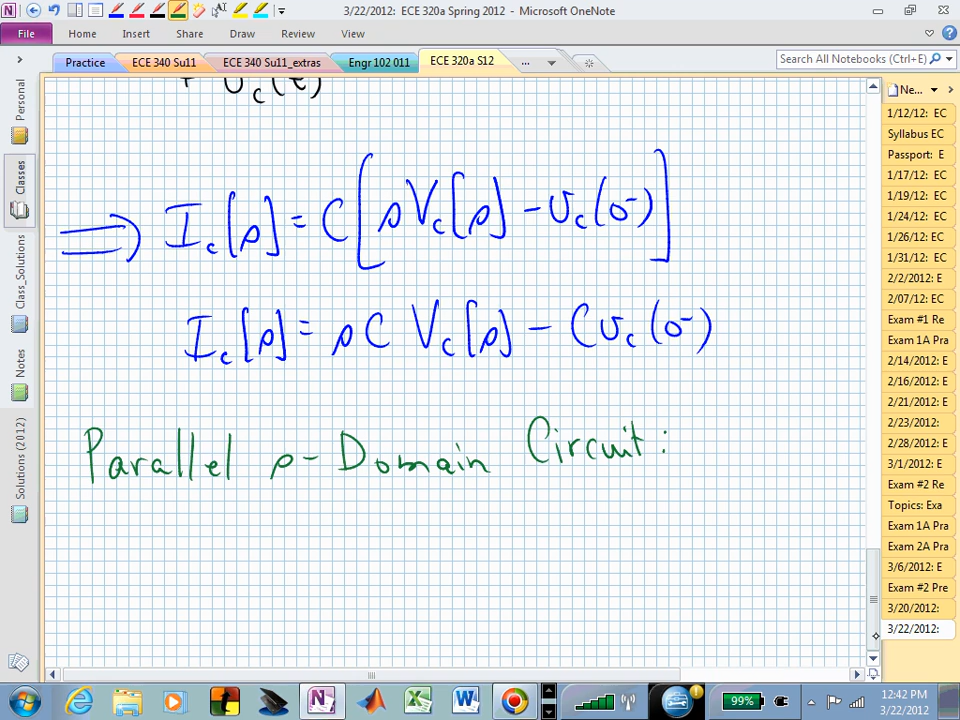 3/22/2012: ECE 320a Spring 2012 - Microsoft OneNote
File Home Insert Share Draw Review View
Practice ECE 340 Su11 ECE 340 Su11_extras Engr 102 011 ECE 320a S12 ...
Search All Notebooks (Ctrl+E)
Personal
Classes
Class_Solutions
Notes
Solutions (2012)
+ v_c(t)
⟹ I_c[s] = C[s V_c[s] - v_c(0⁻)]
I_c[s] = sC V_c[s] - C v_c(0⁻)
Parallel s-Domain Circuit:
Ne...
1/12/12: EC
Syllabus EC
Passport: E
1/17/12: EC
1/19/12: EC
1/24/12: EC
1/26/12: EC
1/31/12: EC
2/2/2012: E
2/07/12: EC
Exam #1 Re
Exam 1A Pra
2/14/2012: E
2/16/2012: E
2/21/2012: E
2/23/2012:
2/28/2012: E
3/1/2012: E
Exam #2 Re
Topics: Exa
Exam 1A Pra
Exam 2A Pra
3/6/2012: E
Exam #2 Pre
3/20/2012:
3/22/2012:
99%
12:42 PM
3/22/2012